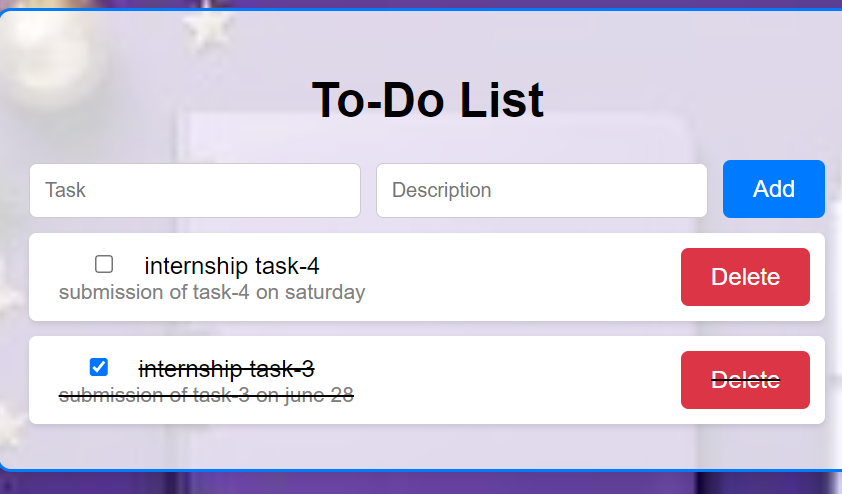 To-Do List
Task
Description
Add
internship task-4
submission of task-4 on saturday
Delete
internship task-3
submission of task-3 on june 28
Delete